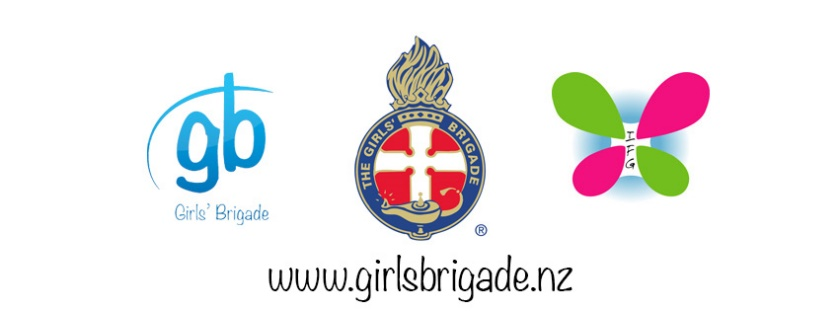 gb
Girls' Brigade
THE GIRLS' BRIGADE
®
IFG
www.girlsbrigade.nz